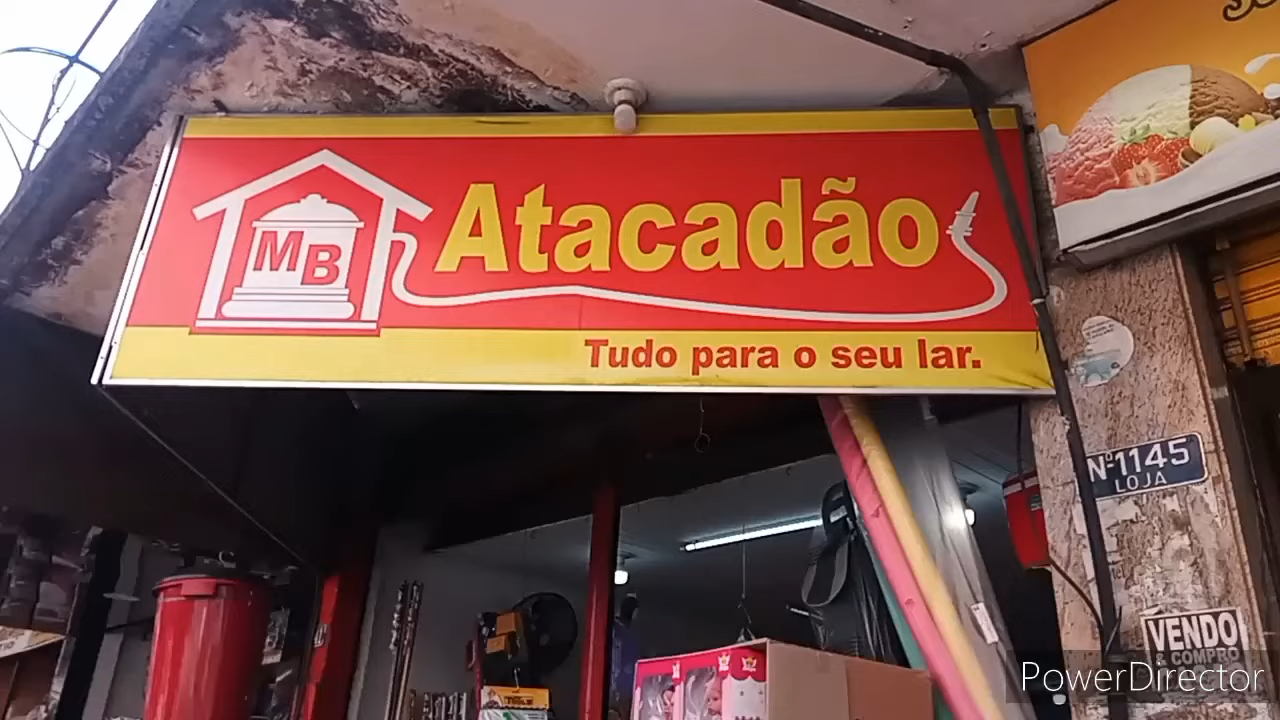 MB
Atacadão
Tudo para o seu lar.
Nº 1145
LOJA
VENDO
& COMPRO
PowerDirector